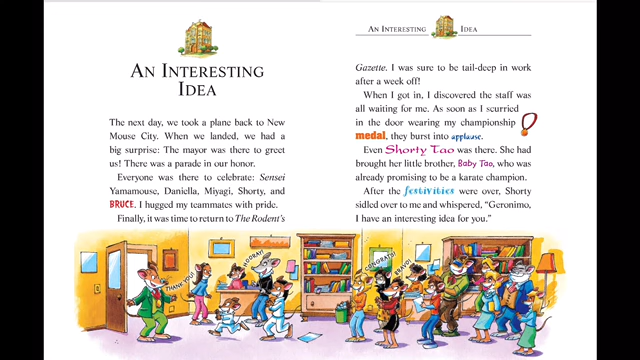 AN INTERESTING
IDEA
The next day, we took a plane back to New
Mouse City. When we landed, we had a
big surprise: The mayor was there to greet
us! There was a parade in our honor.
Everyone was there to celebrate: Sensei
Yamamouse, Daniella, Miyagi, Shorty, and
BRUCE. I hugged my teammates with pride.
Finally, it was time to return to The Rodent's
AN INTERESTING IDEA
Gazette. I was sure to be tail-deep in work
after a week off!
When I got in, I discovered the staff was
all waiting for me. As soon as I scurried
in the door wearing my championship
medal, they burst into applause.
Even Shorty Tao was there. She had
brought her little brother, Baby Tao, who was
already promising to be a karate champion.
After the festivities were over, Shorty
sidled over to me and whispered, "Geronimo,
I have an interesting idea for you."
THANK YOU!
HOORAY!
CONGRATS!
BRAVO!